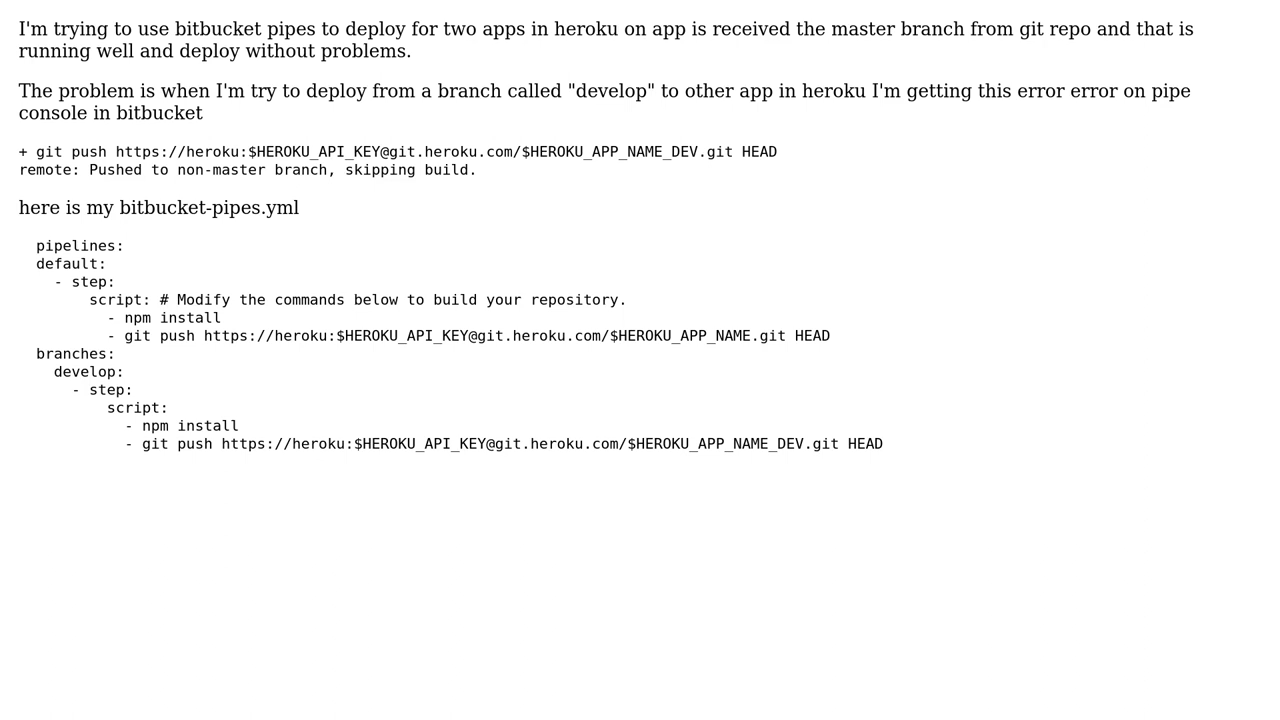 I'm trying to use bitbucket pipes to deploy for two apps in heroku on app is received the master branch from git repo and that is
running well and deploy without problems.
The problem is when I'm try to deploy from a branch called "develop" to other app in heroku I'm getting this error error on pipe
console in bitbucket
+ git push https://heroku:$HEROKU_API_KEY@git.heroku.com/$HEROKU_APP_NAME_DEV.git HEAD
remote: Pushed to non-master branch, skipping build.
here is my bitbucket-pipes.yml
  pipelines:
  default:
    - step:
        script: # Modify the commands below to build your repository.
          - npm install
          - git push https://heroku:$HEROKU_API_KEY@git.heroku.com/$HEROKU_APP_NAME.git HEAD
  branches:
    develop:
      - step:
          script:
            - npm install
            - git push https://heroku:$HEROKU_API_KEY@git.heroku.com/$HEROKU_APP_NAME_DEV.git HEAD